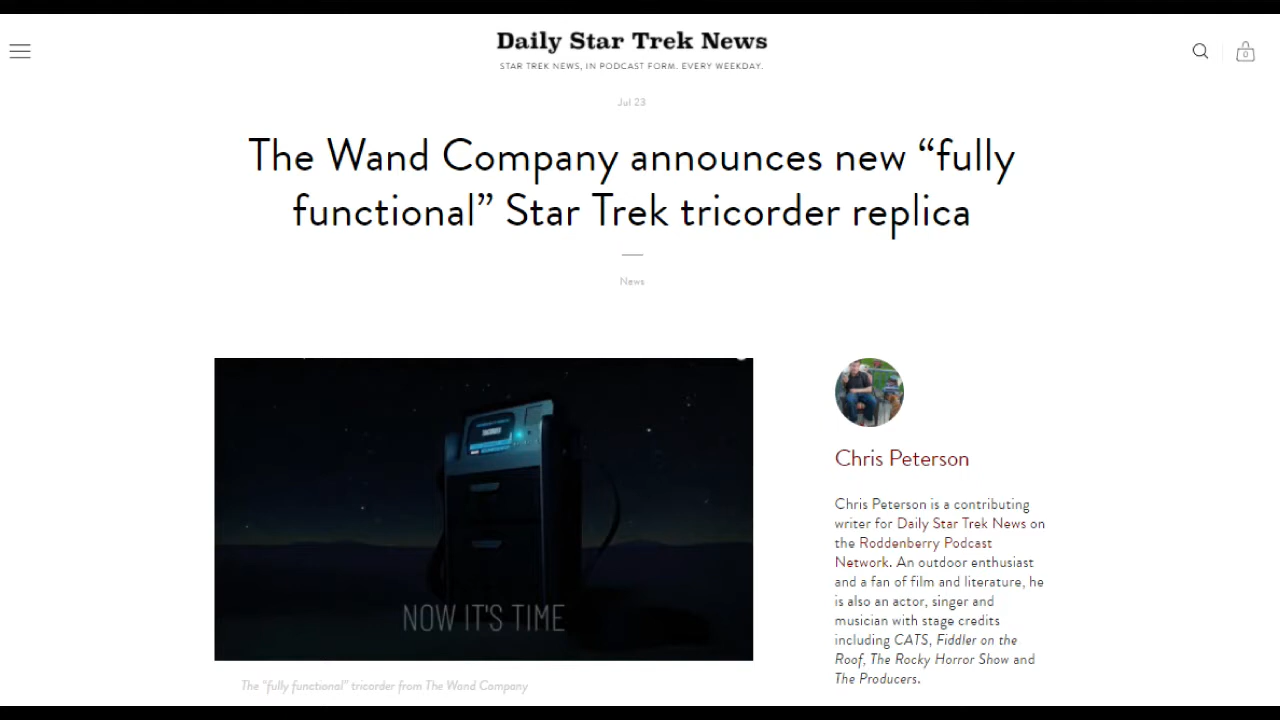 Daily Star Trek News
STAR TREK NEWS, IN PODCAST FORM. EVERY WEEKDAY.
0
Jul 23
The Wand Company announces new “fully
functional” Star Trek tricorder replica
News
NOW IT'S TIME
The “fully functional” tricorder from The Wand Company
Chris Peterson
Chris Peterson is a contributing
writer for Daily Star Trek News on
the Roddenberry Podcast
Network. An outdoor enthusiast
and a fan of film and literature, he
is also an actor, singer and
musician with stage credits
including CATS, Fiddler on the
Roof, The Rocky Horror Show and
The Producers.